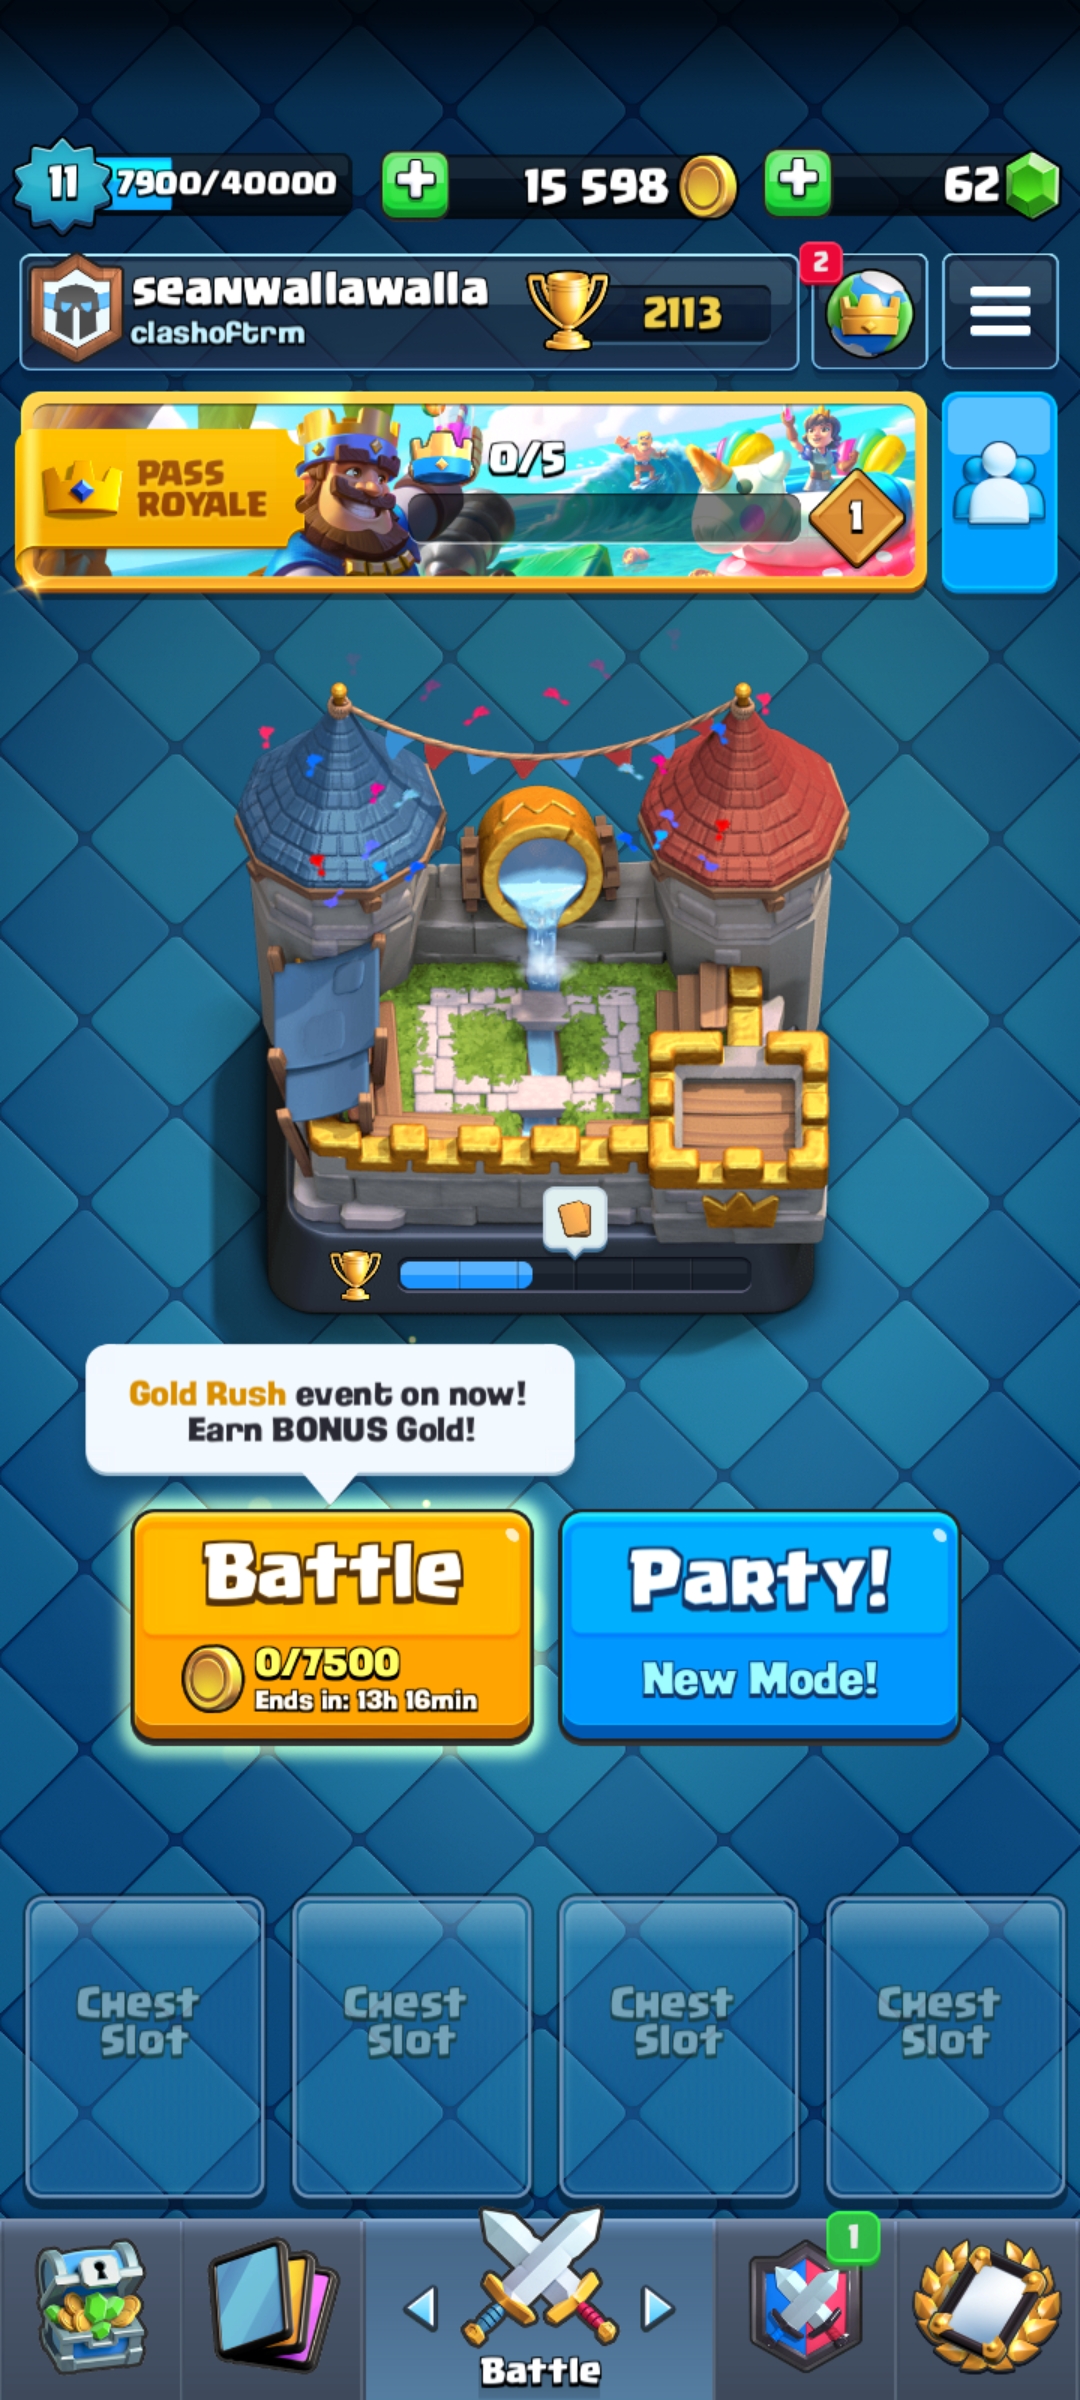 11
7900/40000
15 598
62
seanwallawalla
clashoftrm
2113
2
PASS
ROYALE
0/5
1
Gold Rush event on now!
Earn BONUS Gold!
Battle
0/7500
Ends in: 13h 16min
Party!
New Mode!
Chest
Slot
Chest
Slot
Chest
Slot
Chest
Slot
1
Battle